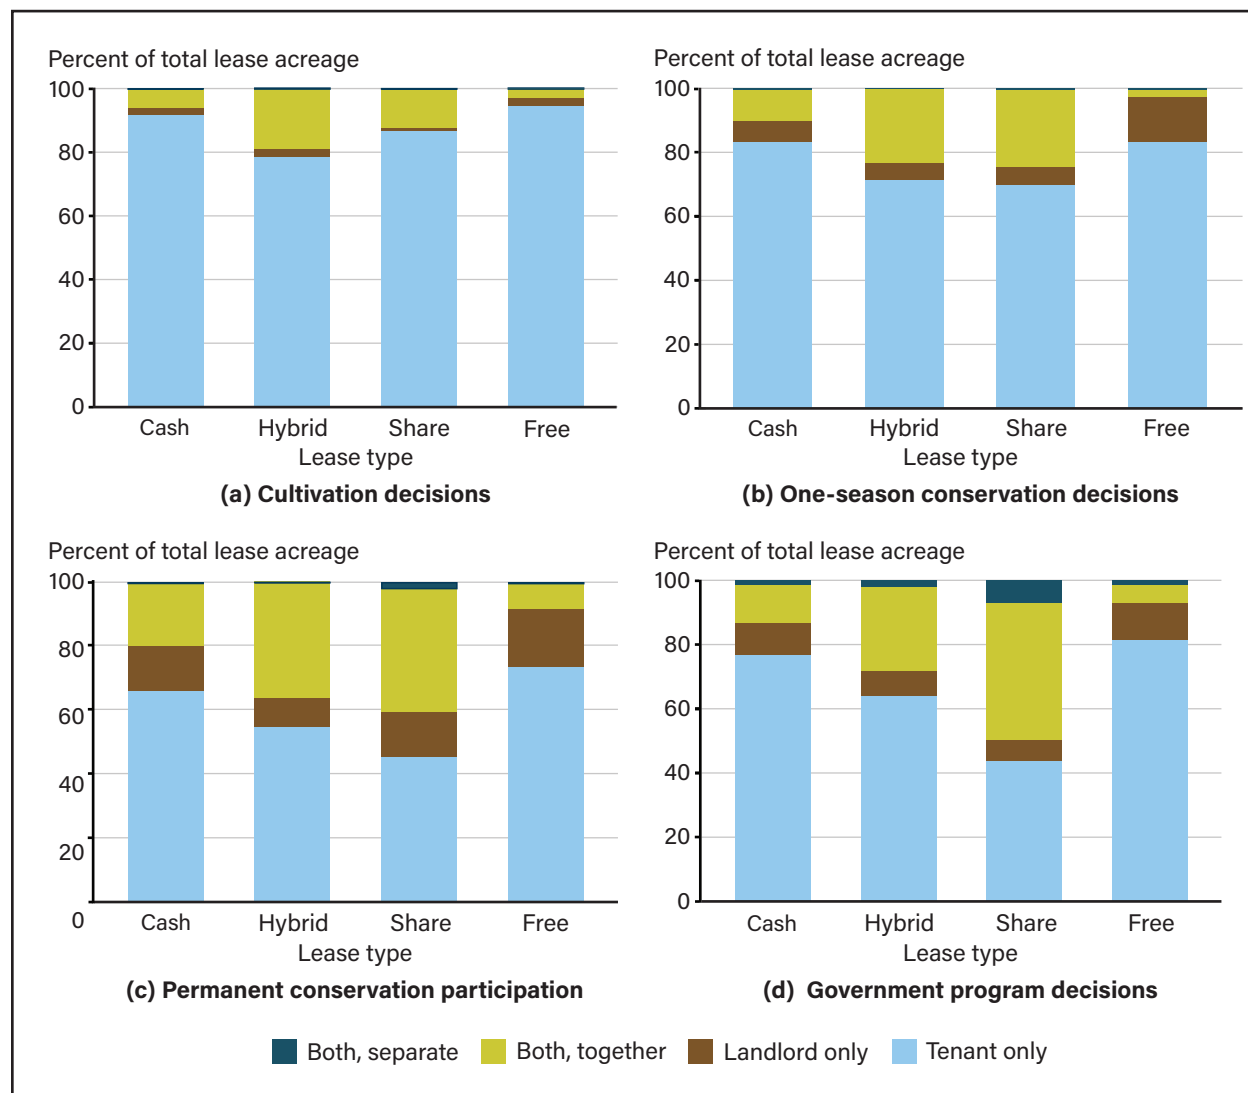 Percent of total lease acreage
100
80
60
40
20
0
Cash Hybrid Share Free
Lease type
(a) Cultivation decisions
Percent of total lease acreage
100
80
60
40
20
0
Cash Hybrid Share Free
Lease type
(b) One-season conservation decisions
Percent of total lease acreage
100
80
60
40
20
0
Cash Hybrid Share Free
Lease type
(c) Permanent conservation participation
Percent of total lease acreage
100
80
60
40
20
0
Cash Hybrid Share Free
Lease type
(d) Government program decisions
Both, separate Both, together Landlord only Tenant only